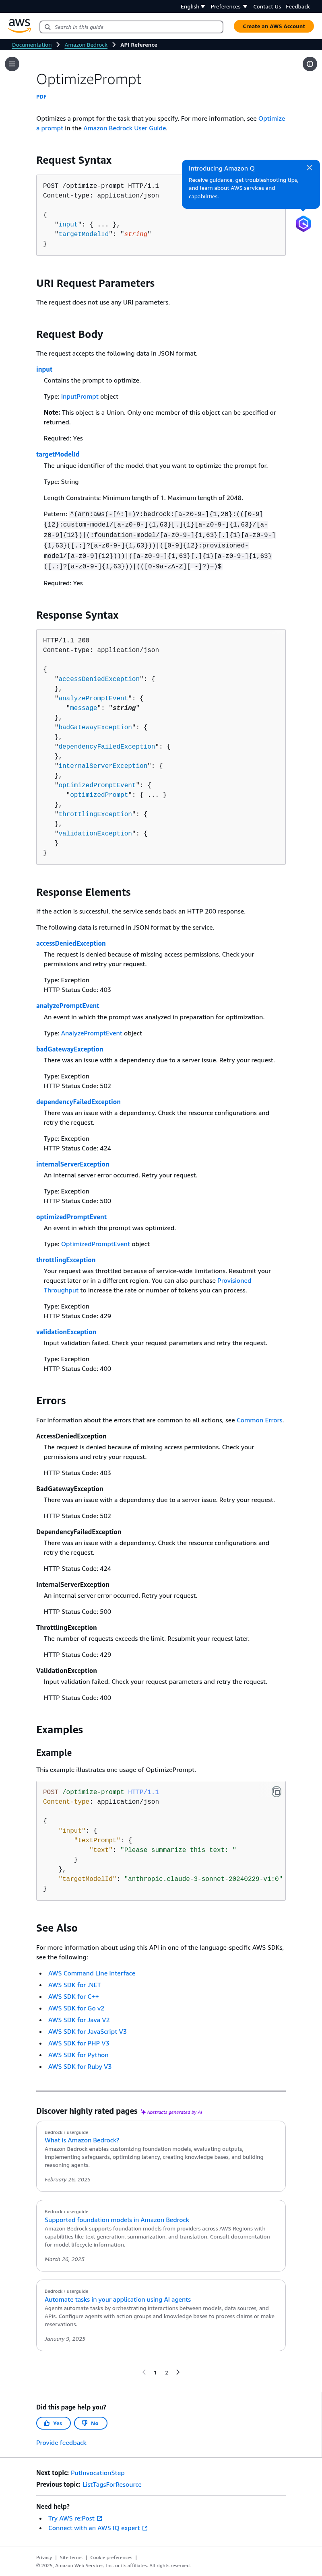 English
Preferences
Contact Us
Feedback
aws
Search in this guide
Create an AWS Account
Documentation
Amazon Bedrock
API Reference
OptimizePrompt
PDF
Optimizes a prompt for the task that you specify. For more information, see Optimize
a prompt in the Amazon Bedrock User Guide.
Introducing Amazon Q
Receive guidance, get troubleshooting tips,
and learn about AWS services and
capabilities.
Request Syntax
POST /optimize-prompt HTTP/1.1
Content-type: application/json
{
"input": { ... },
"targetModelId": "string"
}
URI Request Parameters
The request does not use any URI parameters.
Request Body
The request accepts the following data in JSON format.
input
Contains the prompt to optimize.
Type: InputPrompt object
Note: This object is a Union. Only one member of this object can be specified or
returned.
Required: Yes
targetModelId
The unique identifier of the model that you want to optimize the prompt for.
Type: String
Length Constraints: Minimum length of 1. Maximum length of 2048.
Pattern: ^(arn:aws(-[^:]+)?:bedrock:[a-z0-9-]{1,20}:(([0-9]
{12}:custom-model/[a-z0-9-]{1,63}[.]{1}[a-z0-9-]{1,63}/[a-
z0-9]{12})|(:foundation-model/[a-z0-9-]{1,63}[.]{1}[a-z0-9-]
{1,63}([.:]?[a-z0-9-]{1,63}))|([0-9]{12}:provisioned-
model/[a-z0-9]{12})))|([a-z0-9-]{1,63}[.]{1}[a-z0-9-]{1,63}
([.:]?[a-z0-9-]{1,63}))|(([0-9a-zA-Z][_-]?)+)$
Required: Yes
Response Syntax
HTTP/1.1 200
Content-type: application/json
{
"accessDeniedException": {
},
"analyzePromptEvent": {
"message": "string"
},
"badGatewayException": {
},
"dependencyFailedException": {
},
"internalServerException": {
},
"optimizedPromptEvent": {
"optimizedPrompt": { ... }
},
"throttlingException": {
},
"validationException": {
}
}
Response Elements
If the action is successful, the service sends back an HTTP 200 response.
The following data is returned in JSON format by the service.
accessDeniedException
The request is denied because of missing access permissions. Check your
permissions and retry your request.
Type: Exception
HTTP Status Code: 403
analyzePromptEvent
An event in which the prompt was analyzed in preparation for optimization.
Type: AnalyzePromptEvent object
badGatewayException
There was an issue with a dependency due to a server issue. Retry your request.
Type: Exception
HTTP Status Code: 502
dependencyFailedException
There was an issue with a dependency. Check the resource configurations and
retry the request.
Type: Exception
HTTP Status Code: 424
internalServerException
An internal server error occurred. Retry your request.
Type: Exception
HTTP Status Code: 500
optimizedPromptEvent
An event in which the prompt was optimized.
Type: OptimizedPromptEvent object
throttlingException
Your request was throttled because of service-wide limitations. Resubmit your
request later or in a different region. You can also purchase Provisioned
Throughput to increase the rate or number of tokens you can process.
Type: Exception
HTTP Status Code: 429
validationException
Input validation failed. Check your request parameters and retry the request.
Type: Exception
HTTP Status Code: 400
Errors
For information about the errors that are common to all actions, see Common Errors.
AccessDeniedException
The request is denied because of missing access permissions. Check your
permissions and retry your request.
HTTP Status Code: 403
BadGatewayException
There was an issue with a dependency due to a server issue. Retry your request.
HTTP Status Code: 502
DependencyFailedException
There was an issue with a dependency. Check the resource configurations and
retry the request.
HTTP Status Code: 424
InternalServerException
An internal server error occurred. Retry your request.
HTTP Status Code: 500
ThrottlingException
The number of requests exceeds the limit. Resubmit your request later.
HTTP Status Code: 429
ValidationException
Input validation failed. Check your request parameters and retry the request.
HTTP Status Code: 400
Examples
Example
This example illustrates one usage of OptimizePrompt.
POST /optimize-prompt HTTP/1.1
Content-type: application/json
{
"input": {
"textPrompt": {
"text": "Please summarize this text: "
}
},
"targetModelId": "anthropic.claude-3-sonnet-20240229-v1:0"
}
See Also
For more information about using this API in one of the language-specific AWS SDKs,
see the following:
AWS Command Line Interface
AWS SDK for .NET
AWS SDK for C++
AWS SDK for Go v2
AWS SDK for Java V2
AWS SDK for JavaScript V3
AWS SDK for PHP V3
AWS SDK for Python
AWS SDK for Ruby V3
Discover highly rated pages Abstracts generated by AI
Bedrock › userguide
What is Amazon Bedrock?
Amazon Bedrock enables customizing foundation models, evaluating outputs,
implementing safeguards, optimizing latency, creating knowledge bases, and building
reasoning agents.
February 26, 2025
Bedrock › userguide
Supported foundation models in Amazon Bedrock
Amazon Bedrock supports foundation models from providers across AWS Regions with
capabilities like text generation, summarization, and translation. Consult documentation
for model lifecycle information.
March 26, 2025
Bedrock › userguide
Automate tasks in your application using AI agents
Agents automate tasks by orchestrating interactions between models, data sources, and
APIs. Configure agents with action groups and knowledge bases to process claims or make
reservations.
January 9, 2025
1 2
Did this page help you?
Yes
No
Provide feedback
Next topic: PutInvocationStep
Previous topic: ListTagsForResource
Need help?
Try AWS re:Post
Connect with an AWS IQ expert
Privacy | Site terms | Cookie preferences |
© 2025, Amazon Web Services, Inc. or its affiliates. All rights reserved.